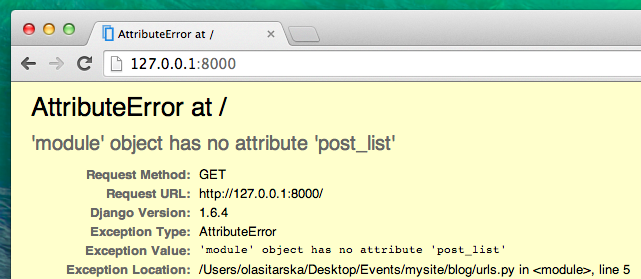 AttributeError at /
127.0.0.1:8000
AttributeError at /
'module' object has no attribute 'post_list'
Request Method: GET
Request URL: http://127.0.0.1:8000/
Django Version: 1.6.4
Exception Type: AttributeError
Exception Value: 'module' object has no attribute 'post_list'
Exception Location: /Users/olasitarska/Desktop/Events/mysite/blog/urls.py in <module>, line 5